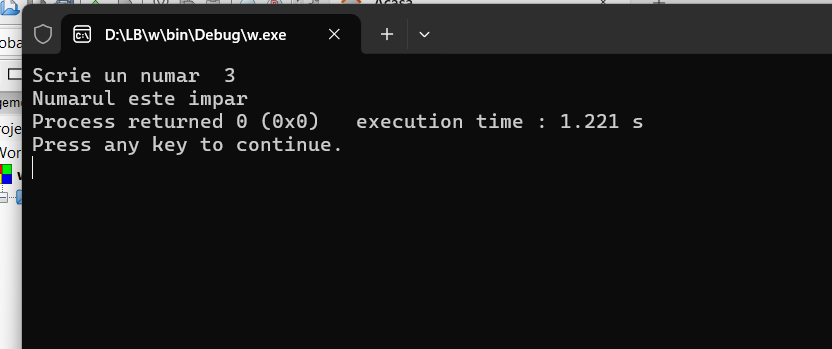 Acasa
D:\LB\w\bin\Debug\w.exe
Scrie un numar  3
Numarul este impar
Process returned 0 (0x0)   execution time : 1.221 s
Press any key to continue.